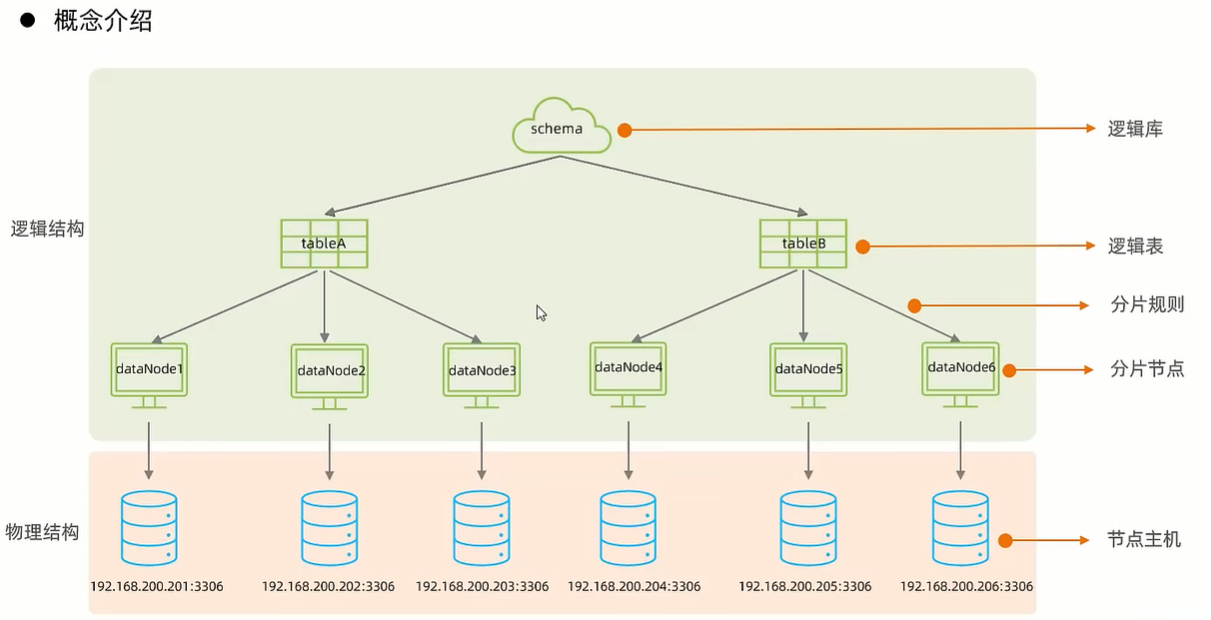 ● 概念介绍
schema
逻辑库
逻辑结构
tableA
tableB
逻辑表
分片规则
dataNode1
dataNode2
dataNode3
dataNode4
dataNode5
dataNode6
分片节点
物理结构
节点主机
192.168.200.201:3306
192.168.200.202:3306
192.168.200.203:3306
192.168.200.204:3306
192.168.200.205:3306
192.168.200.206:3306